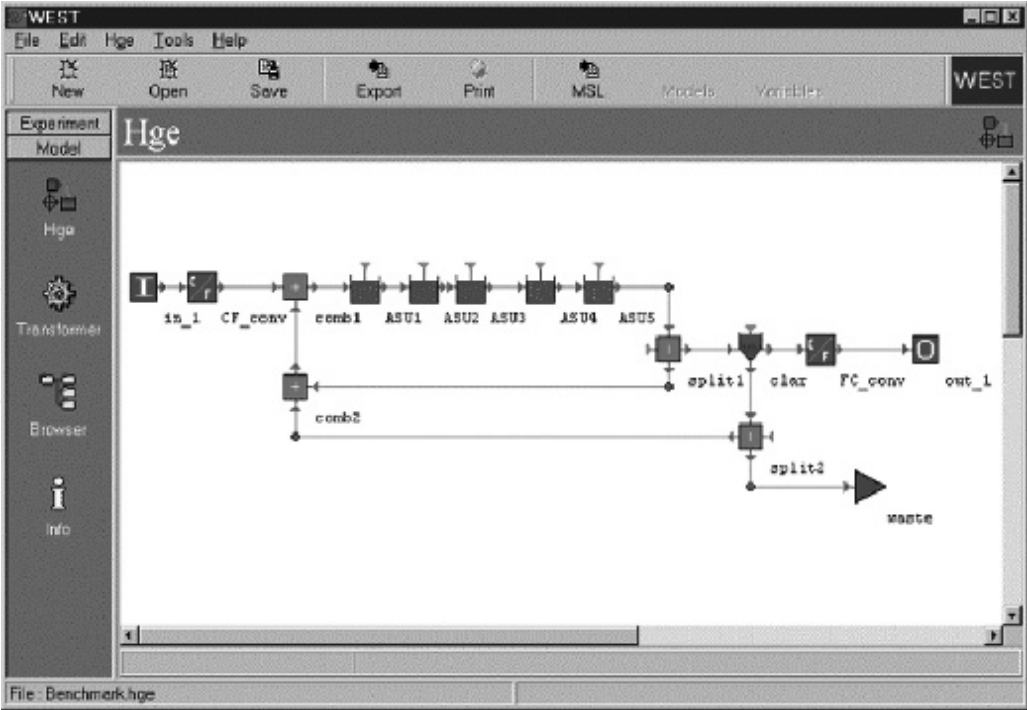 WEST
File Edit Hge Tools Help
New Open Save Export Print MSL Models Variables
WEST
Experiment
Model
Hge
Hge
Transformer
Browser
Info
I
C/F
in_1 CF_conv comb1 ASU1 ASU2 ASU3 ASU4 ASU5
C/F O
split1 clar FC_conv out_1
comb2
split2
waste
File : Benchmark.hge